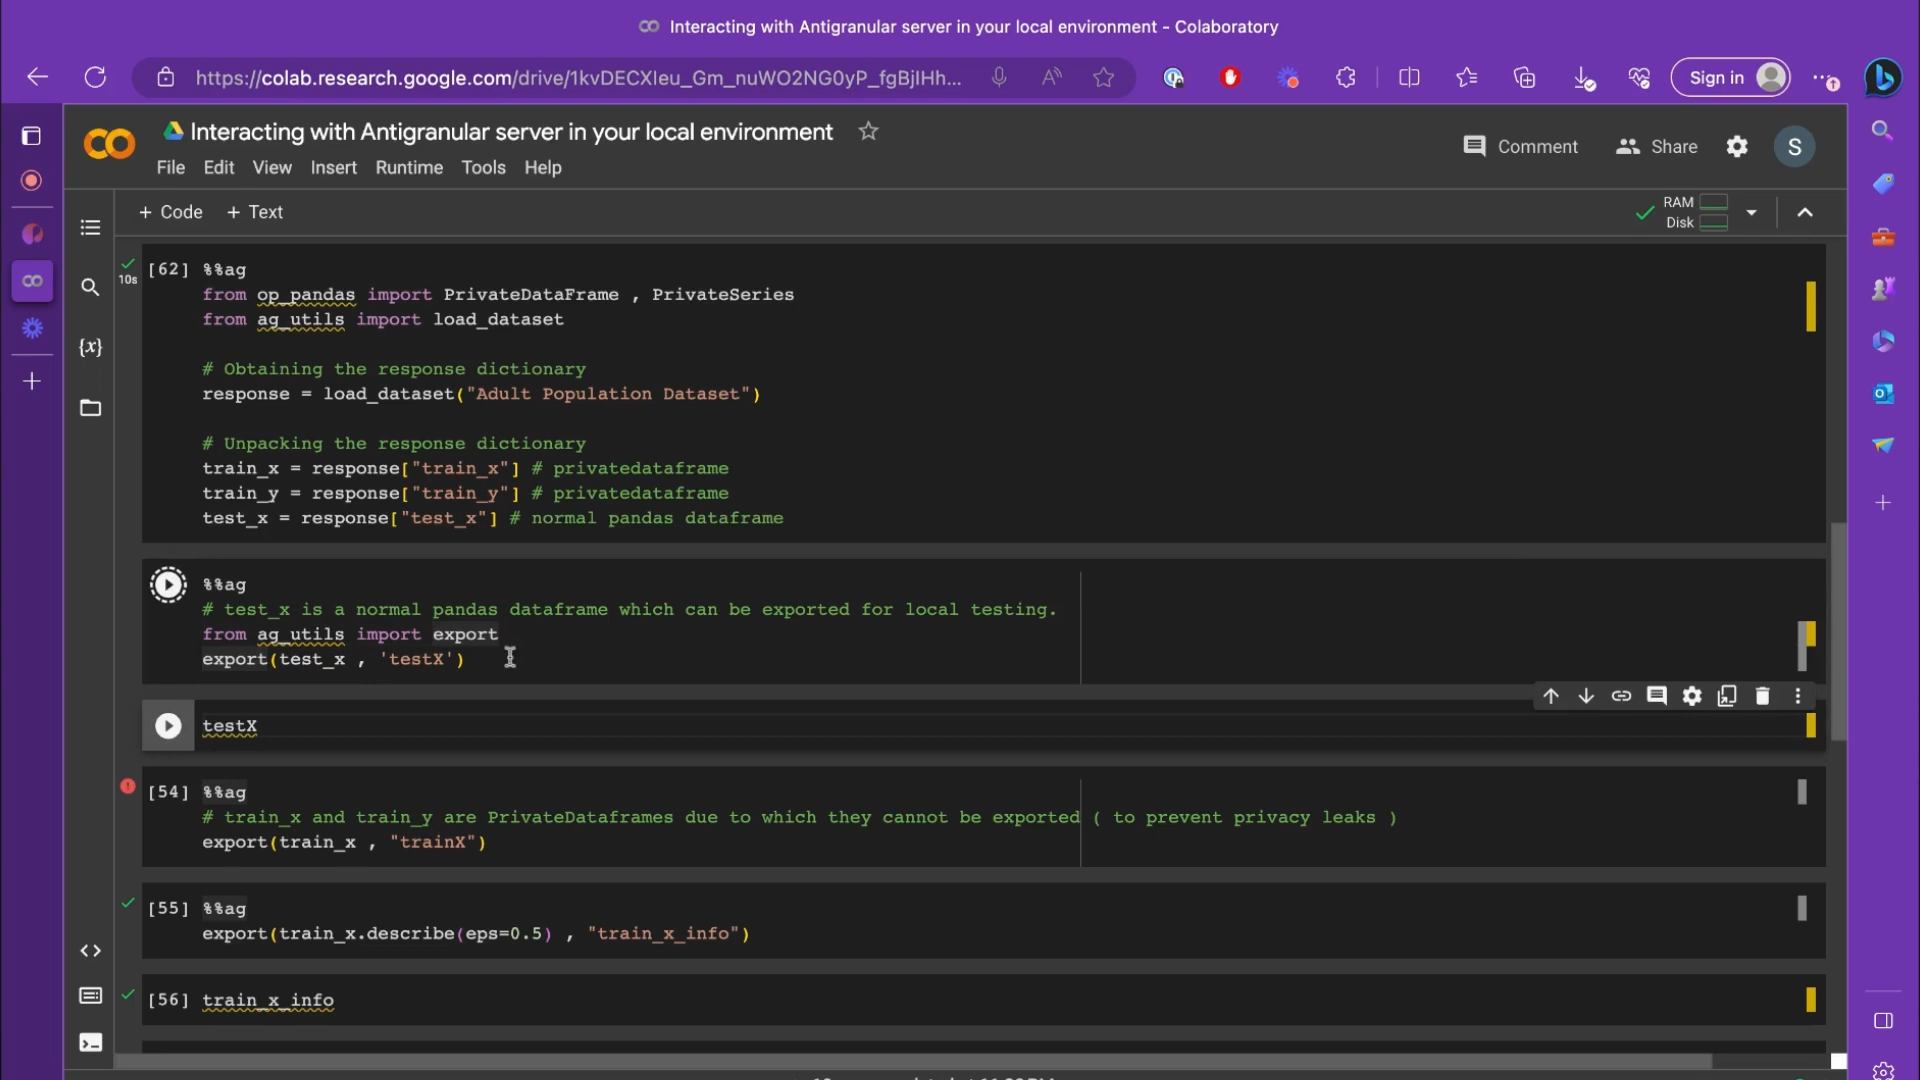 Interacting with Antigranular server in your local environment - Colaboratory
https://colab.research.google.com/drive/1kvDECXIeu_Gm_nuWO2NG0yP_fgBjIHh...
Sign in
Interacting with Antigranular server in your local environment
File Edit View Insert Runtime Tools Help
Comment
Share
S
+ Code + Text
RAM
Disk
10s
[62] %%ag
from op_pandas import PrivateDataFrame , PrivateSeries
from ag_utils import load_dataset
# Obtaining the response dictionary
response = load_dataset("Adult Population Dataset")
# Unpacking the response dictionary
train_x = response["train_x"] # privatedataframe
train_y = response["train_y"] # privatedataframe
test_x = response["test_x"] # normal pandas dataframe
%%ag
# test_x is a normal pandas dataframe which can be exported for local testing.
from ag_utils import export
export(test_x , 'testX')
testX
[54] %%ag
# train_x and train_y are PrivateDataframes due to which they cannot be exported ( to prevent privacy leaks )
export(train_x , "trainX")
[55] %%ag
export(train_x.describe(eps=0.5) , "train_x_info")
[56] train_x_info